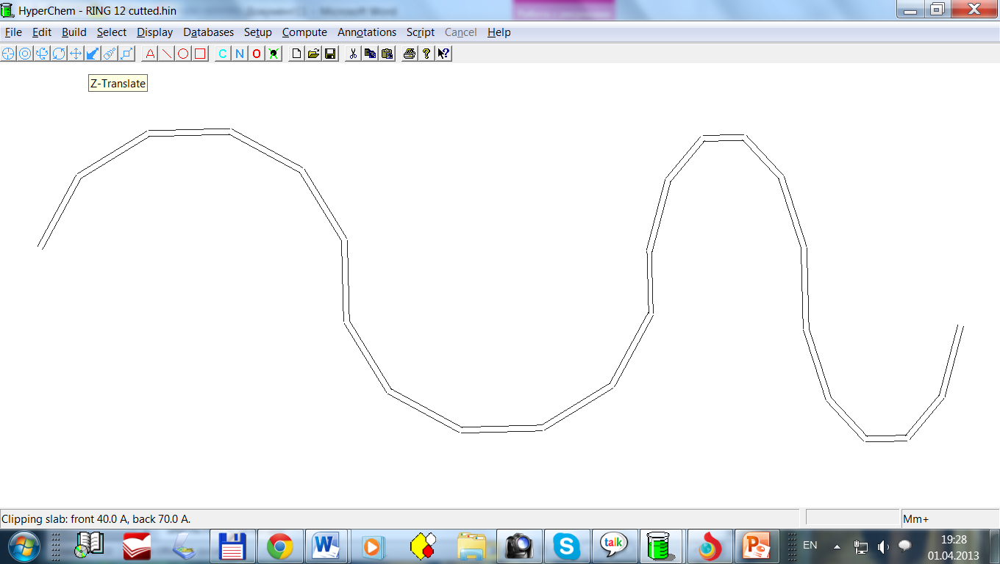 HyperChem - RING 12 cutted.hin
File Edit Build Select Display Databases Setup Compute Annotations Script Cancel Help
A C N O
Z-Translate
Clipping slab: front 40.0 A, back 70.0 A.
Mm+
talk
EN
19:28
01.04.2013